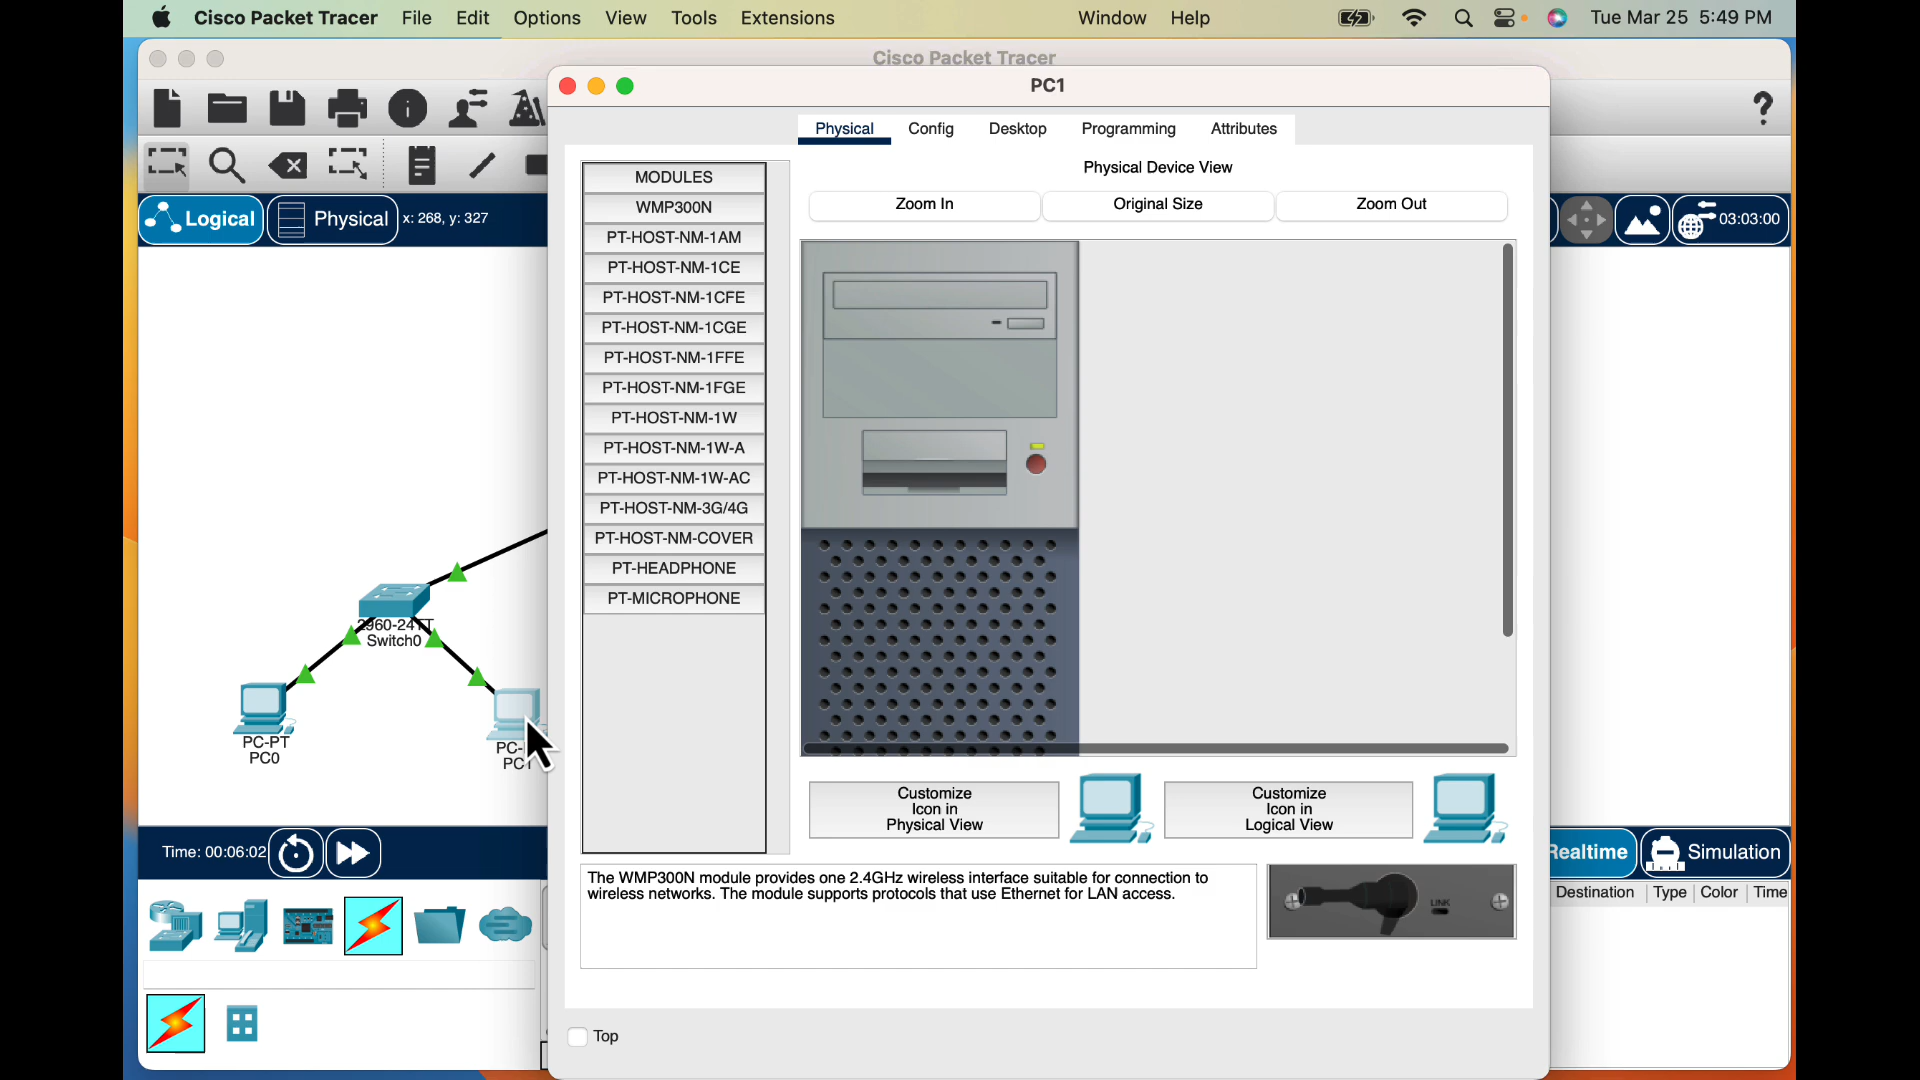 Cisco Packet Tracer File Edit Options View Tools Extensions Window Help Tue Mar 25 5:49 PM
Cisco Packet Tracer
PC1
?
Physical Config Desktop Programming Attributes
Logical Physical x: 268, y: 327
03:03:00
MODULES
WMP300N
PT-HOST-NM-1AM
PT-HOST-NM-1CE
PT-HOST-NM-1CFE
PT-HOST-NM-1CGE
PT-HOST-NM-1FFE
PT-HOST-NM-1FGE
PT-HOST-NM-1W
PT-HOST-NM-1W-A
PT-HOST-NM-1W-AC
PT-HOST-NM-3G/4G
PT-HOST-NM-COVER
PT-HEADPHONE
PT-MICROPHONE
Physical Device View
Zoom In Original Size Zoom Out
2960-24TT
Switch0
PC-PT
PC0
PC-
PC1
Customize
Icon in
Physical View
Customize
Icon in
Logical View
Time: 00:06:02
Realtime Simulation
The WMP300N module provides one 2.4GHz wireless interface suitable for connection to
wireless networks. The module supports protocols that use Ethernet for LAN access.
LINK
Destination Type Color Time
Top